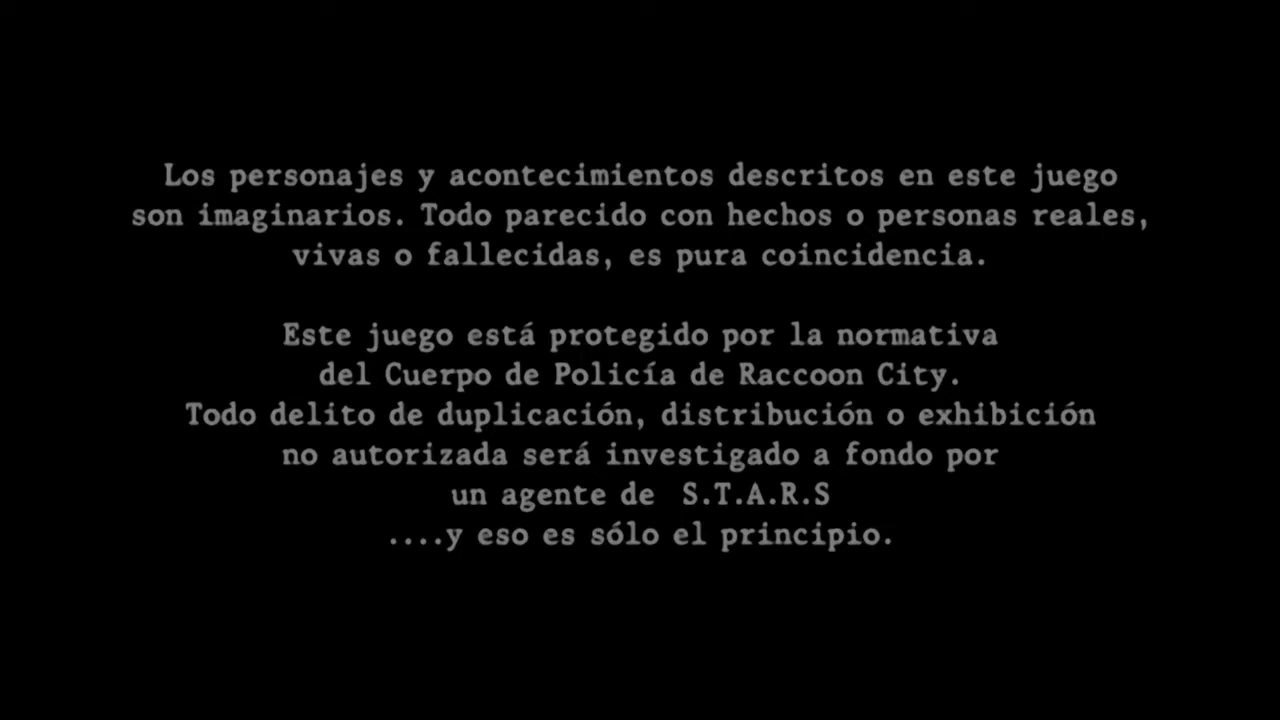 Los personajes y acontecimientos descritos en este juego
son imaginarios. Todo parecido con hechos o personas reales,
vivas o fallecidas, es pura coincidencia.
Este juego está protegido por la normativa
del Cuerpo de Policía de Raccoon City.
Todo delito de duplicación, distribución o exhibición
no autorizada será investigado a fondo por
un agente de  S.T.A.R.S
....y eso es sólo el principio.